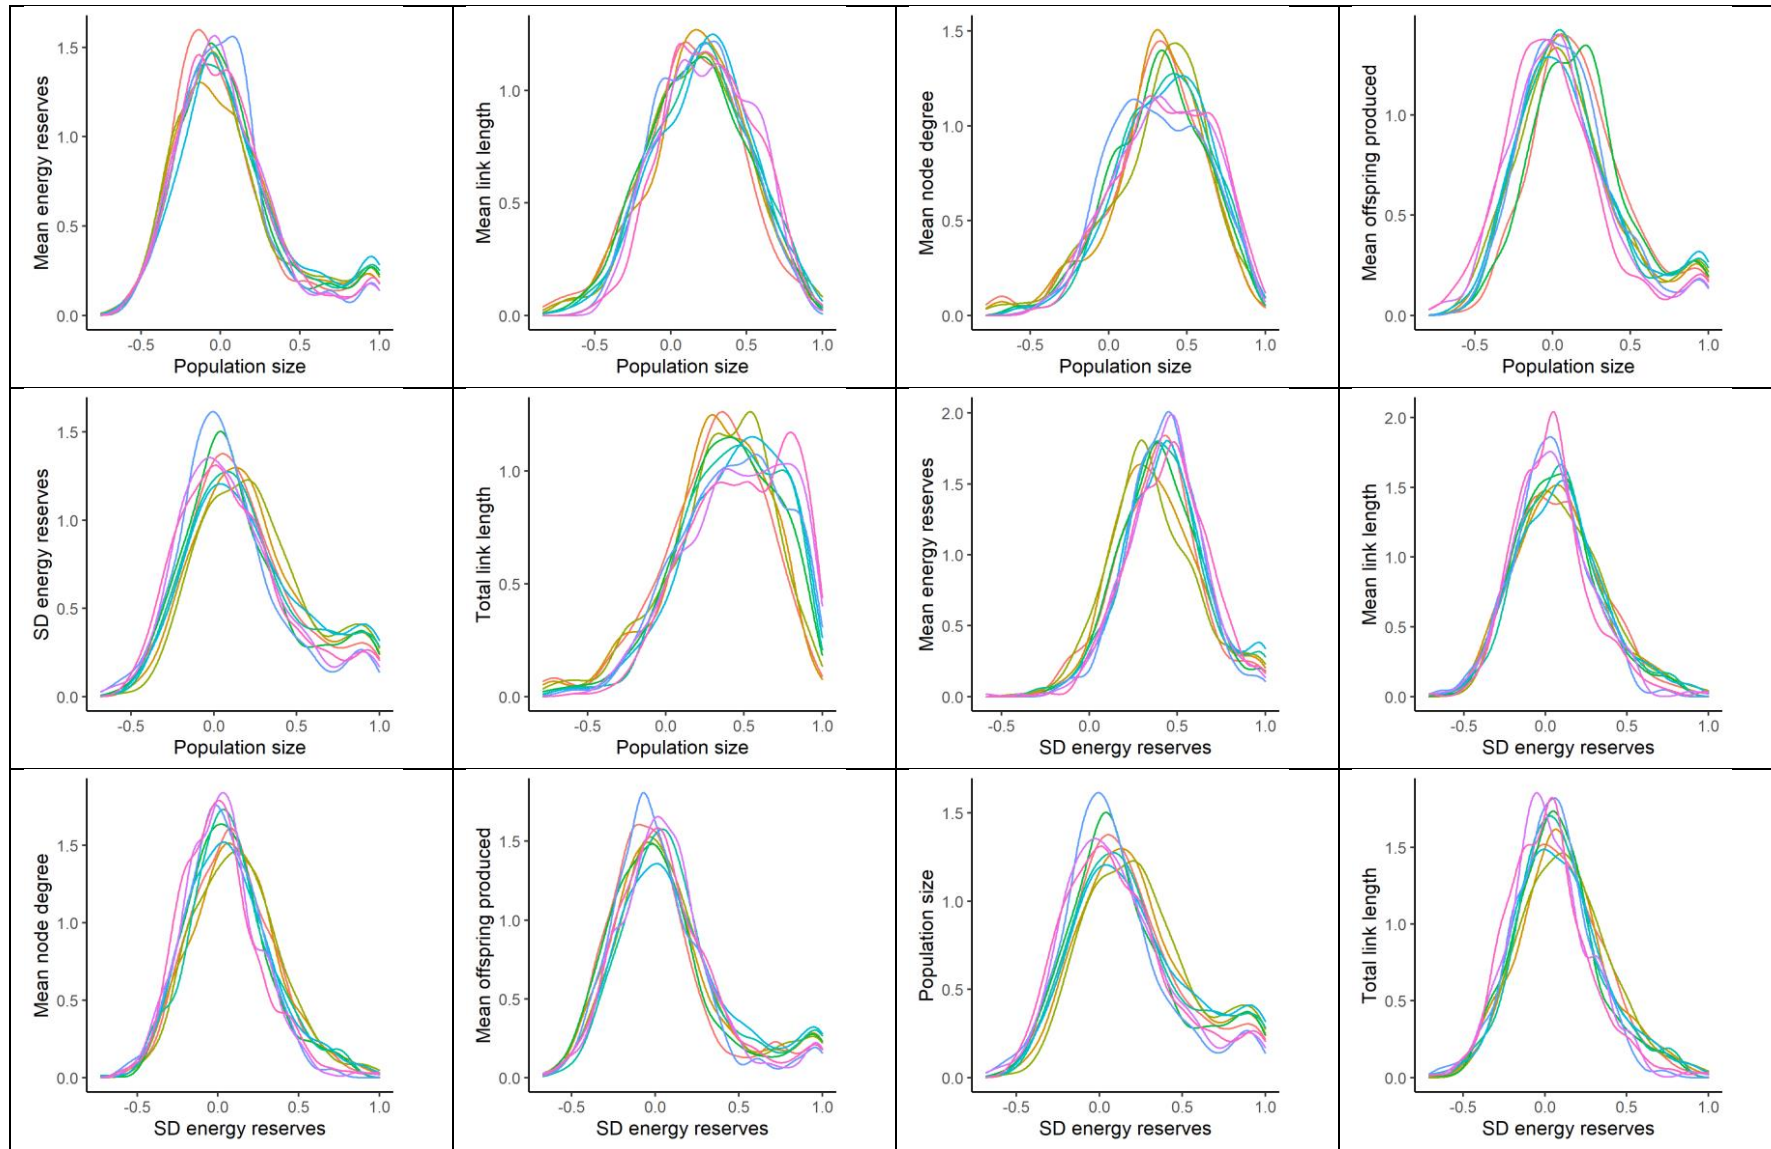 Mean energy reserves
1.5
1.0
0.5
0.0
-0.5 0.0 0.5 1.0
Population size
Mean link length
1.0
0.5
0.0
-0.5 0.0 0.5 1.0
Population size
Mean node degree
1.5
1.0
0.5
0.0
-0.5 0.0 0.5 1.0
Population size
Mean offspring produced
1.0
0.5
0.0
-0.5 0.0 0.5 1.0
Population size
SD energy reserves
1.5
1.0
0.5
0.0
-0.5 0.0 0.5 1.0
Population size
Total link length
1.0
0.5
0.0
-0.5 0.0 0.5 1.0
Population size
Mean energy reserves
2.0
1.5
1.0
0.5
0.0
-0.5 0.0 0.5 1.0
SD energy reserves
Mean link length
2.0
1.5
1.0
0.5
0.0
-0.5 0.0 0.5 1.0
SD energy reserves
Mean node degree
1.5
1.0
0.5
0.0
-0.5 0.0 0.5 1.0
SD energy reserves
Mean offspring produced
1.5
1.0
0.5
0.0
-0.5 0.0 0.5 1.0
SD energy reserves
Population size
1.5
1.0
0.5
0.0
-0.5 0.0 0.5 1.0
SD energy reserves
Total link length
1.5
1.0
0.5
0.0
-0.5 0.0 0.5 1.0
SD energy reserves